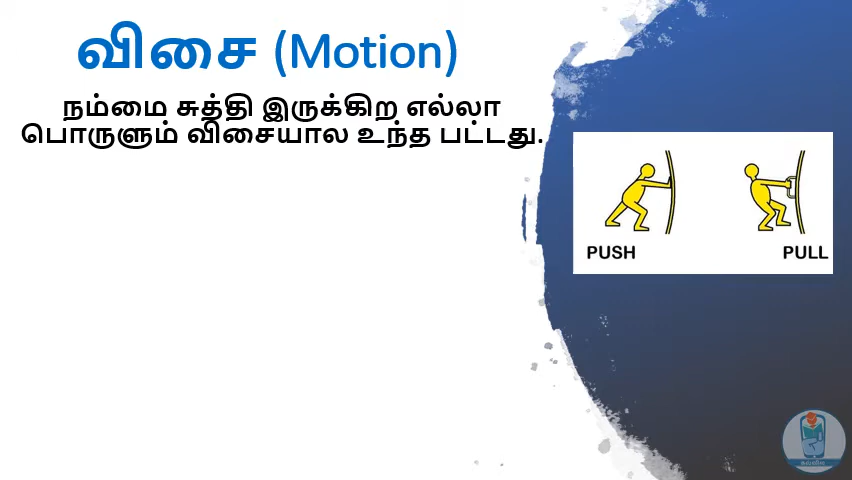 விசை (Motion)
நம்மை சுத்தி இருக்கிற எல்லா
பொருளும் விசையால உந்த பட்டது.
PUSH
PULL